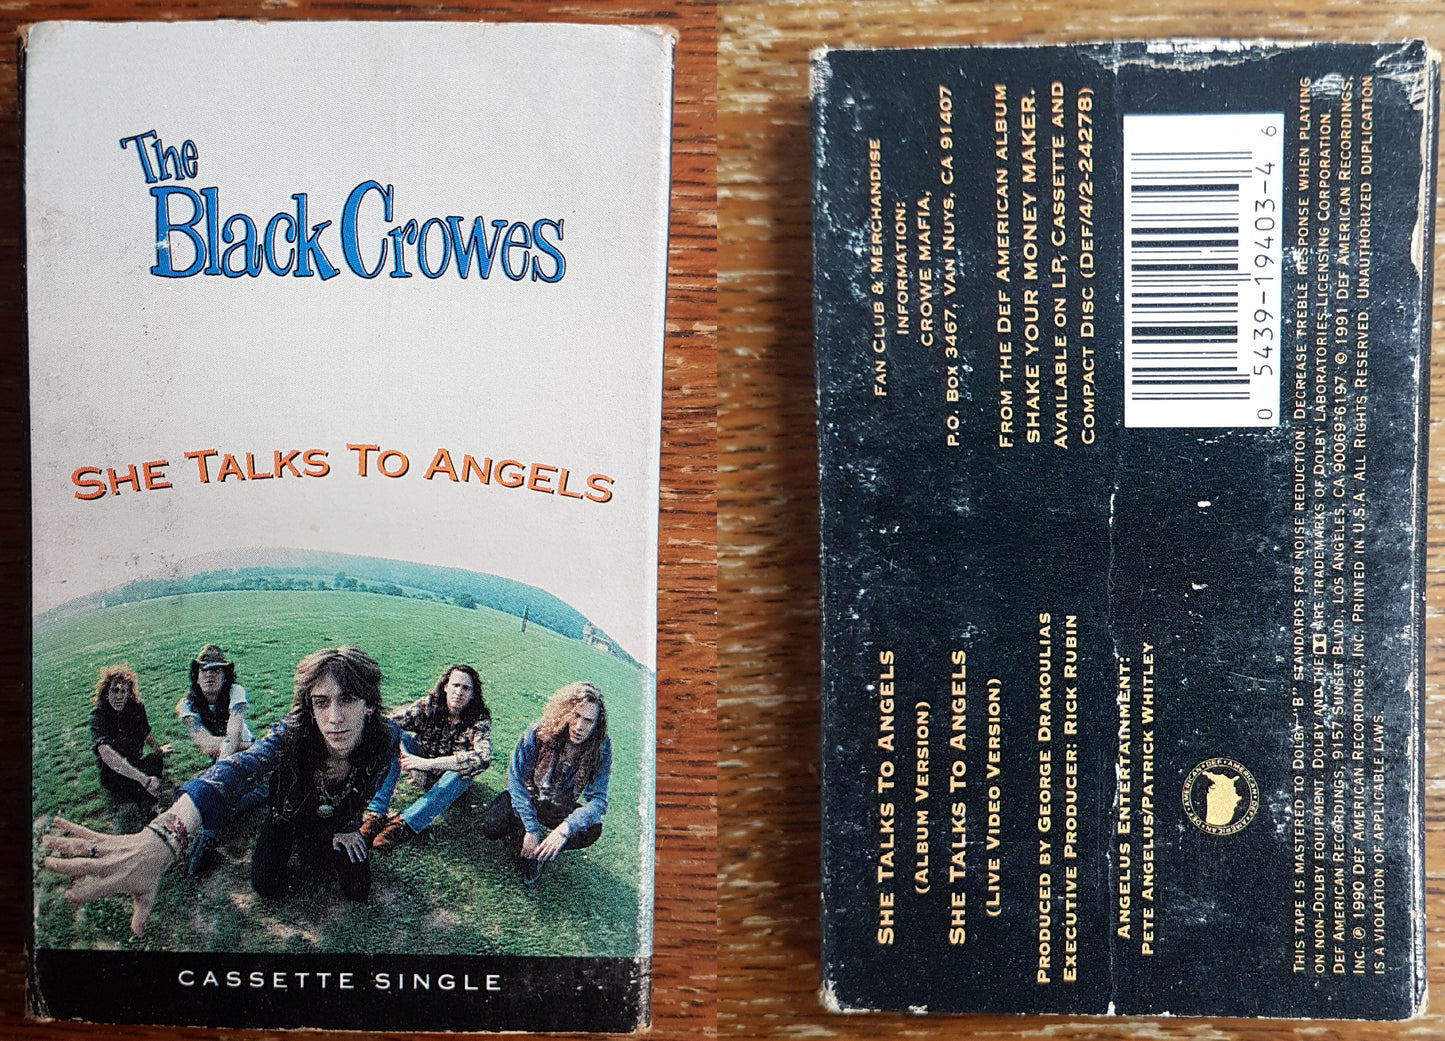 The
Black Crowes
SHE TALKS TO ANGELS
CASSETTE SINGLE
SHE TALKS TO ANGELS
(ALBUM VERSION)
SHE TALKS TO ANGELS
(LIVE VIDEO VERSION)
PRODUCED BY GEORGE DRAKOULIAS
EXECUTIVE PRODUCER: RICK RUBIN
ANGELUS ENTERTAINMENT:
PETE ANGELUS/PATRICK WHITLEY
FAN CLUB & MERCHANDISE
INFORMATION:
CROWE MAFIA,
P.O. BOX 3467, VAN NUYS, CA 91407
FROM THE DEF AMERICAN ALBUM
SHAKE YOUR MONEY MAKER.
AVAILABLE ON LP, CASSETTE AND
COMPACT DISC (DEF/4/2-24278)
0 5439-19403-4 6
DEF • AMERICAN • DEF • AMERICAN • DEF • AMERICAN
THIS TAPE IS MASTERED TO DOLBY "B" STANDARDS FOR NOISE REDUCTION. DECREASE TREBLE RESPONSE WHEN PLAYING
ON NON-DOLBY EQUIPMENT. DOLBY AND THE ARE TRADEMARKS OF DOLBY LABORATORIES LICENSING CORPORATION.
DEF AMERICAN RECORDINGS, 9157 SUNSET BLVD., LOS ANGELES, CA 90069-6197. © 1991 DEF AMERICAN RECORDINGS,
INC. ℗ 1990 DEF AMERICAN RECORDINGS, INC. PRINTED IN U.S.A. ALL RIGHTS RESERVED. UNAUTHORIZED DUPLICATION
IS A VIOLATION OF APPLICABLE LAWS.